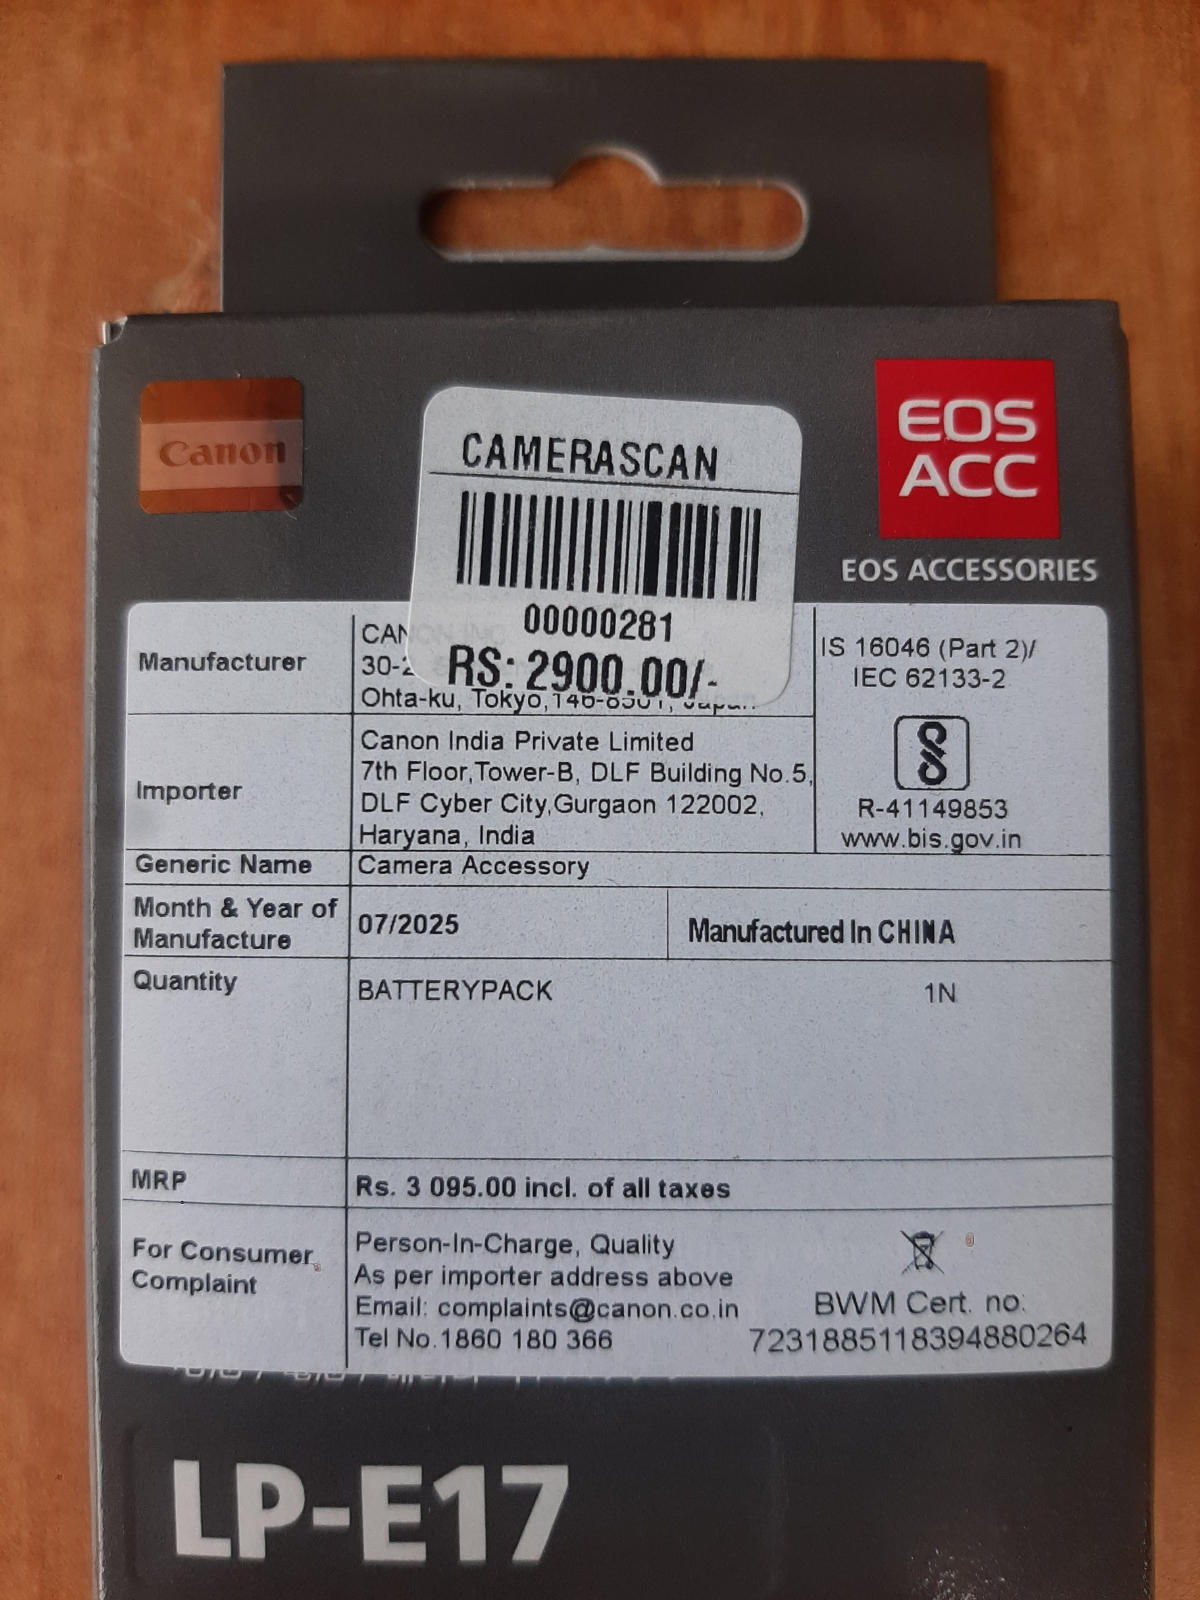 Canon
CAMERASCAN
00000281
RS: 2900.00/-
EOS
ACC
EOS ACCESSORIES
Manufacturer
30-2
Ohta-ku, Tokyo,
IS 16046 (Part 2)/
IEC 62133-2
Importer
Canon India Private Limited
7th Floor,Tower-B, DLF Building No.5,
DLF Cyber City,Gurgaon 122002,
Haryana, India
R-41149853
www.bis.gov.in
Generic Name
Camera Accessory
Month & Year of
Manufacture
07/2025
Manufactured In CHINA
Quantity
BATTERYPACK
1N
MRP
Rs. 3 095.00 incl. of all taxes
For Consumer
Complaint
Person-In-Charge, Quality
As per importer address above
Email: complaints@canon.co.in
Tel No.1860 180 366
BWM Cert. no:
7231885118394880264
LP-E17